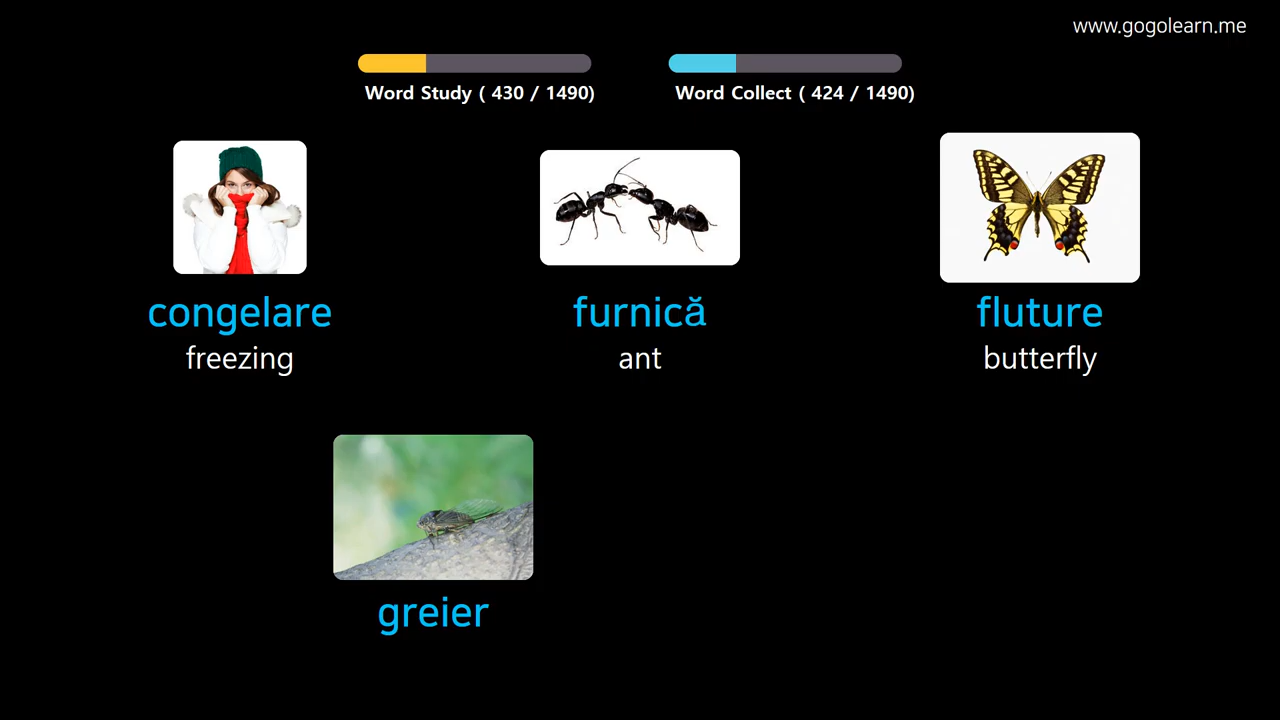 www.gogolearn.me
Word Study ( 430 / 1490)
Word Collect ( 424 / 1490)
congelare
freezing
furnică
ant
fluture
butterfly
greier